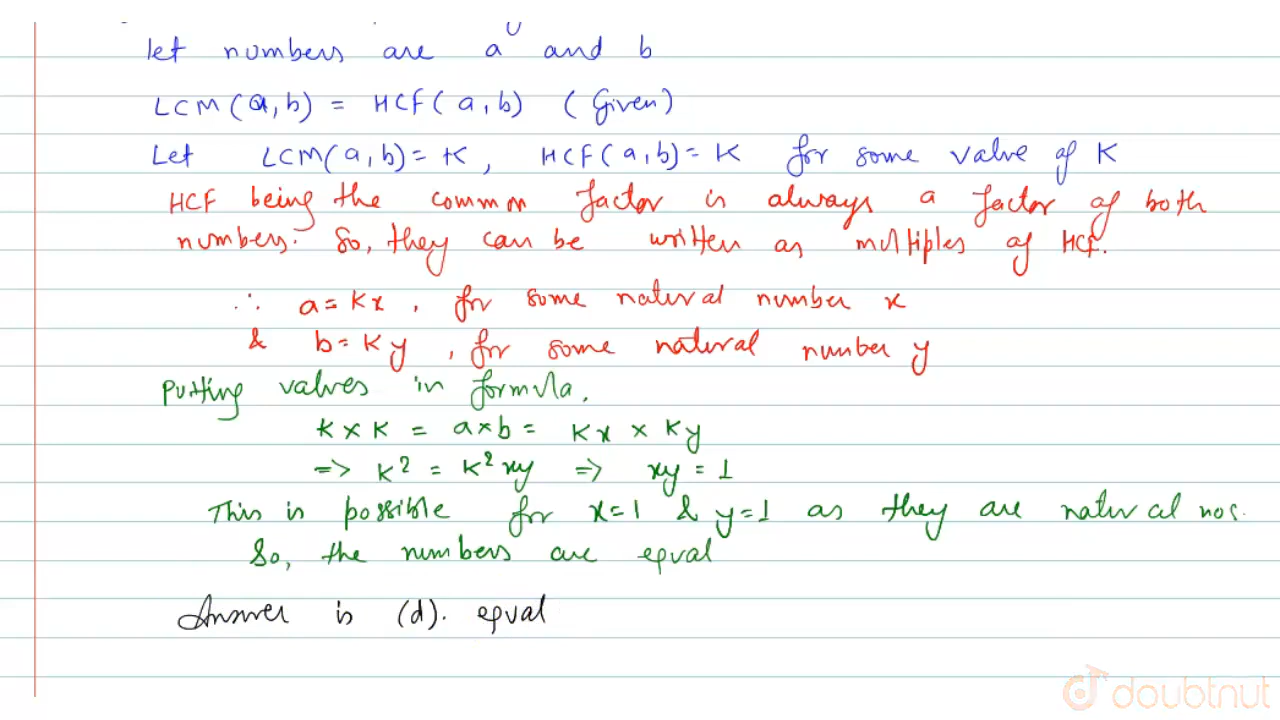 let numbers are a and b
LCM(a,b) = HCF(a,b) (Given)
Let LCM(a,b)= K, HCF(a,b)= K for some value of K
HCF being the common factor is always a factor of both
numbers. So, they can be written as multiples of HCF.
∴ a=Kx, for some natural number x
& b=Ky, for some natural number y
Putting values in formula,
K×K = a×b= Kx × Ky
=> K² = K²xy => xy = 1
This is possible for x=1 & y=1 as they are natural nos.
So, the numbers are equal
Answer is (d). equal
doubtnut